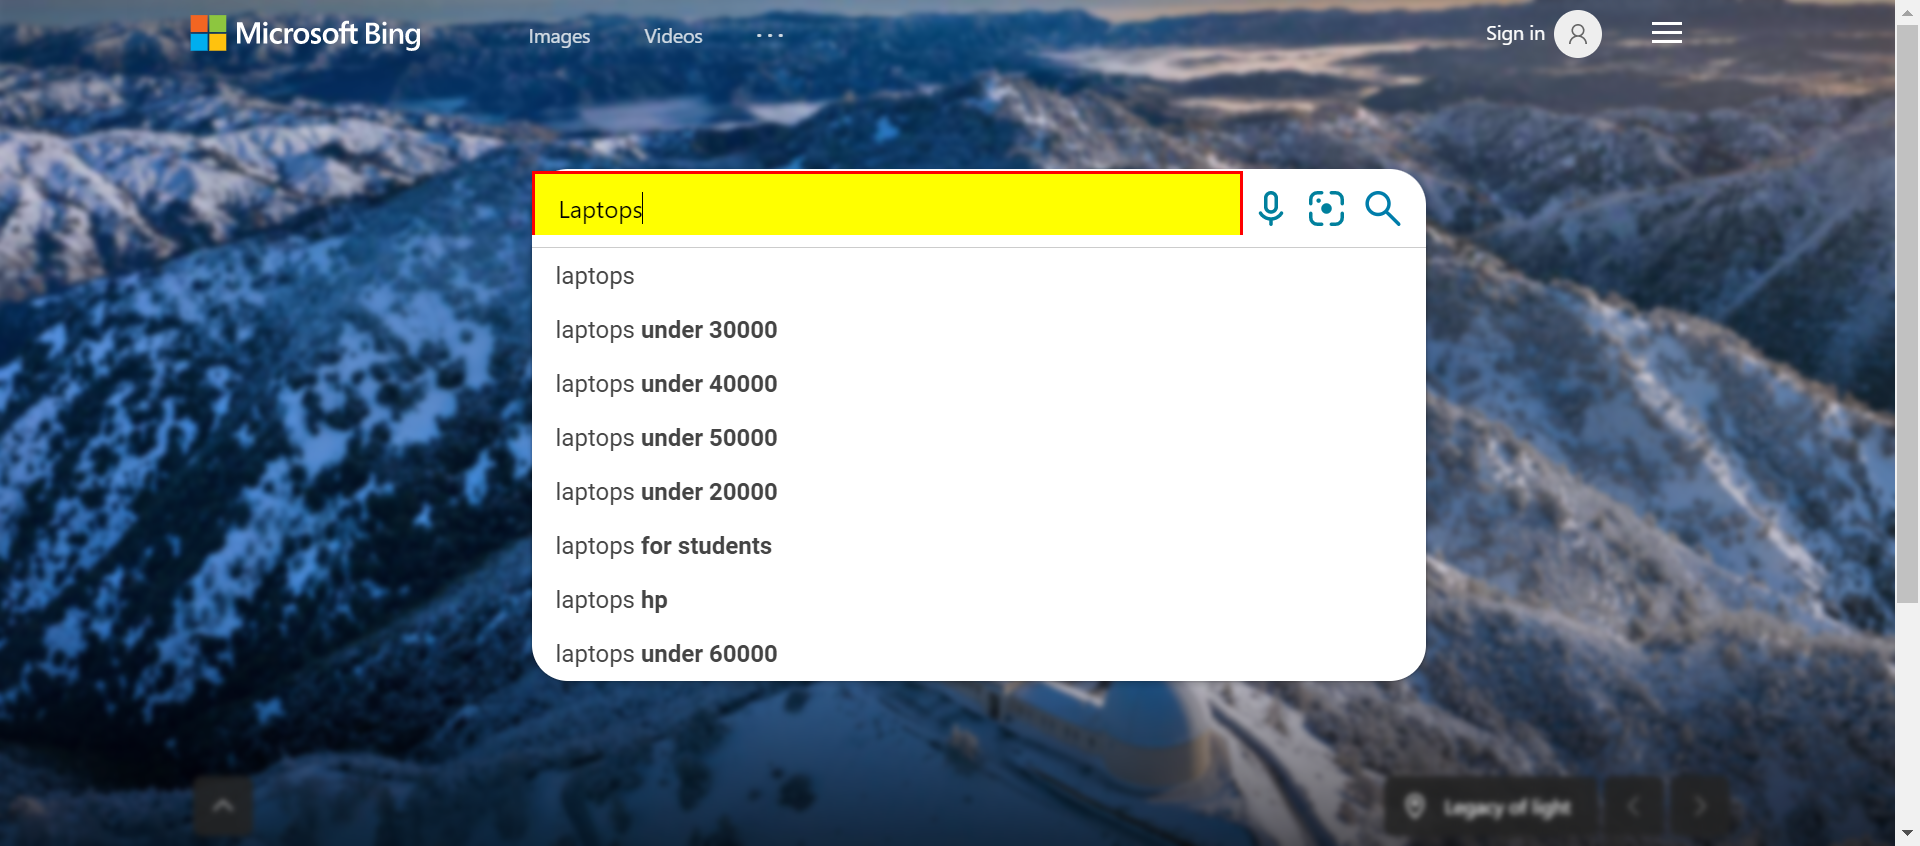 Microsoft Bing
Images
Videos
Sign in
Laptops
laptops
laptops under 30000
laptops under 40000
laptops under 50000
laptops under 20000
laptops for students
laptops hp
laptops under 60000
Legacy of light